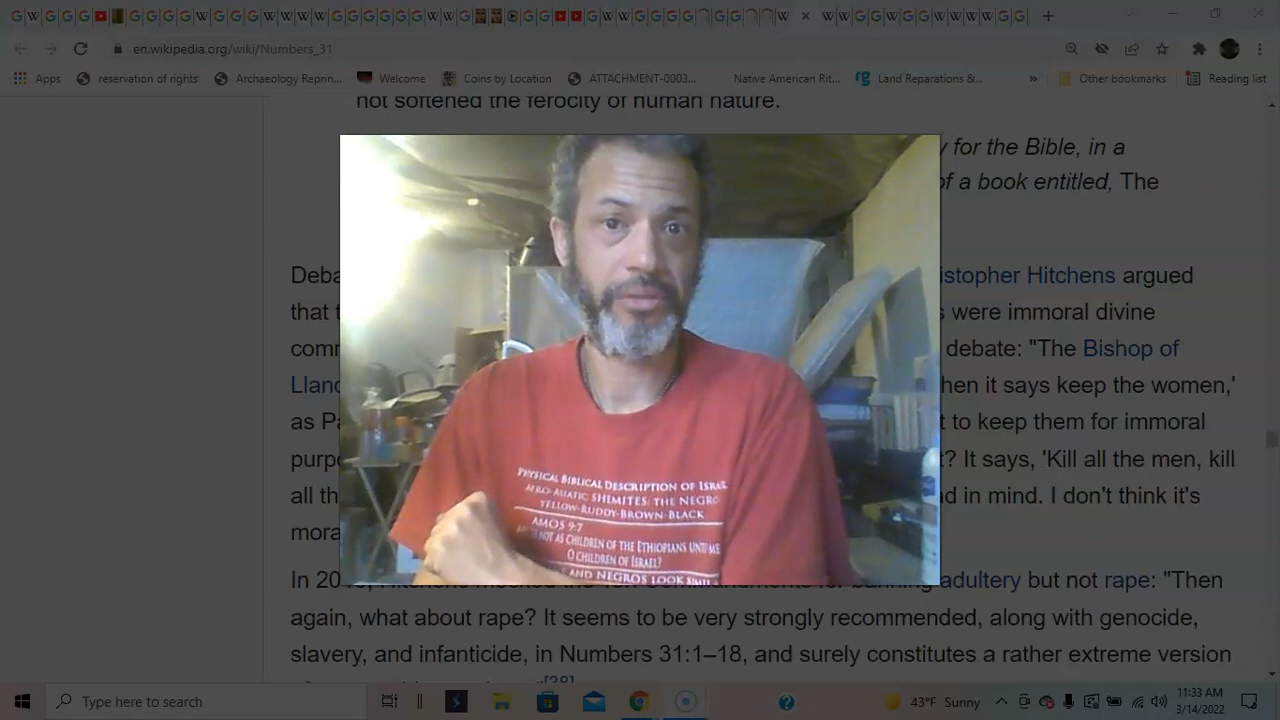 en.wikipedia.org/wiki/Numbers_31
Apps
reservation of rights
Archaeology Reprin...
Welcome
Coins by Location
ATTACHMENT-0003...
Native American Rit...
Land Reparations &...
»
Other bookmarks
Reading list
not softened the ferocity of human nature.
y for the Bible, in a
of a book entitled, The
Deba
istopher Hitchens argued
that t
s were immoral divine
comm
debate: "The Bishop of
Lland
hen it says keep the women,'
as Pa
t to keep them for immoral
purpo
t? It says, 'Kill all the men, kill
all th
d in mind. I don't think it's
mora
PHYSICAL BIBLICAL DESCRIPTION OF ISRAE
AFRO-ASIATIC SHIMITES: THE NEGRO
YELLOW-RUDDY-BROWN-BLACK
AMOS 9:7
NOT AS CHILDREN OF THE ETHIOPIANS UNTO ME
O CHILDREN OF ISRAEL?
AND NEGROS LOOK
In 20
adultery but not rape: "Then
again, what about rape? It seems to be very strongly recommended, along with genocide,
slavery, and infanticide, in Numbers 31:1–18, and surely constitutes a rather extreme version
[38]
Type here to search
43°F Sunny
11:33 AM
3/14/2022